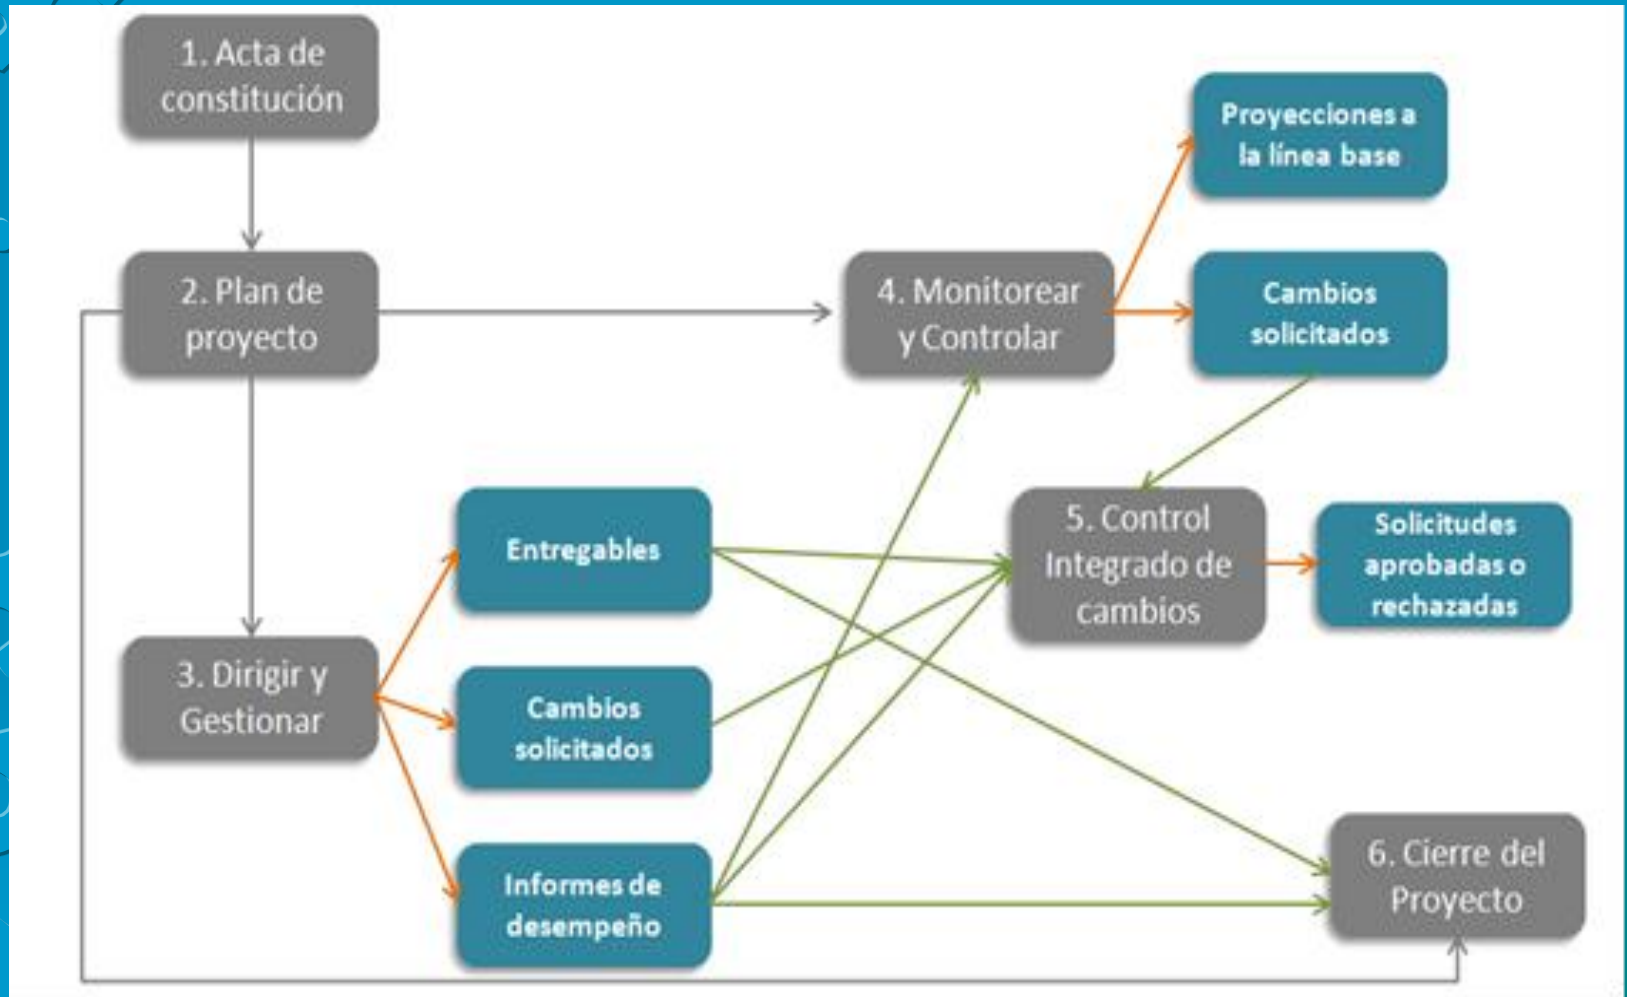 1. Acta de
constitución
Proyecciones a
la línea base
2. Plan de
proyecto
4. Monitorear
y Controlar
Cambios
solicitados
Entregables
5. Control
Integrado de
cambios
Solicitudes
aprobadas o
rechazadas
3. Dirigir y
Gestionar
Cambios
solicitados
Informes de
desempeño
6. Cierre del
Proyecto